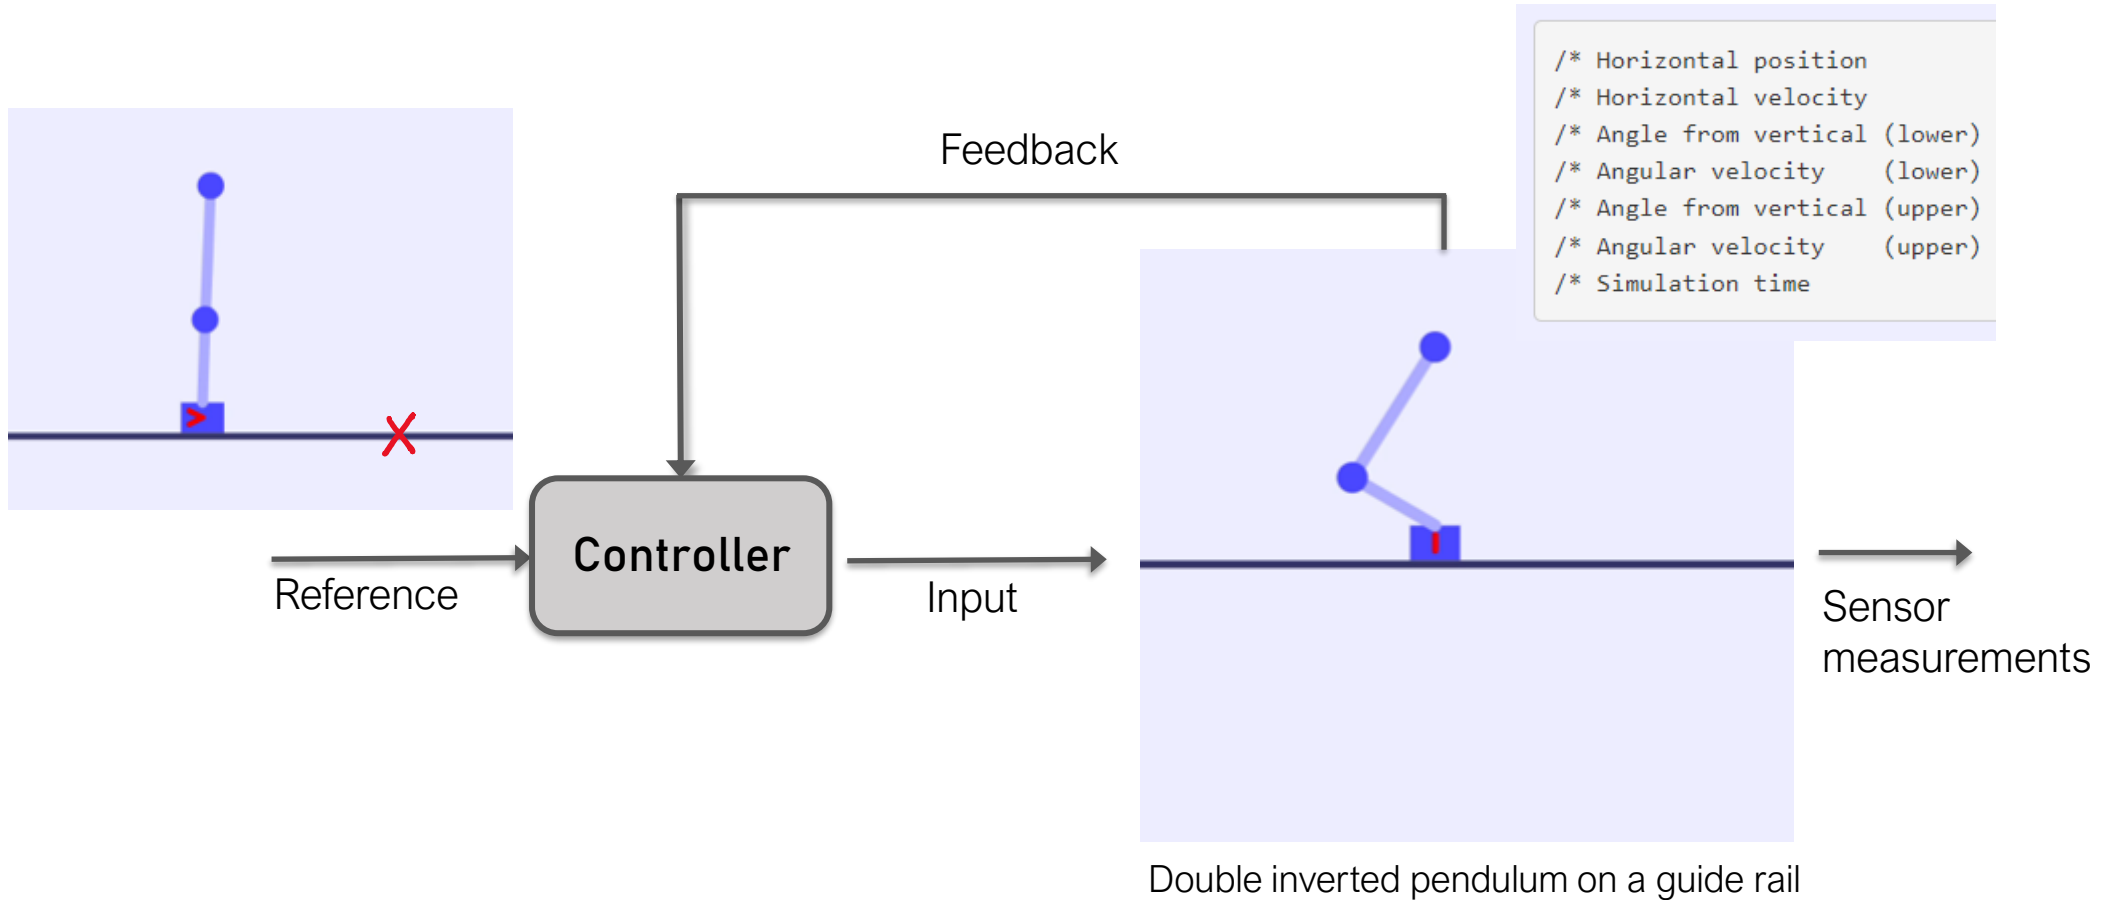 /* Horizontal position
/* Horizontal velocity
/* Angle from vertical (lower)
/* Angular velocity    (lower)
/* Angle from vertical (upper)
/* Angular velocity    (upper)
/* Simulation time
Feedback
Controller
Reference
Input
Sensor
measurements
Double inverted pendulum on a guide rail